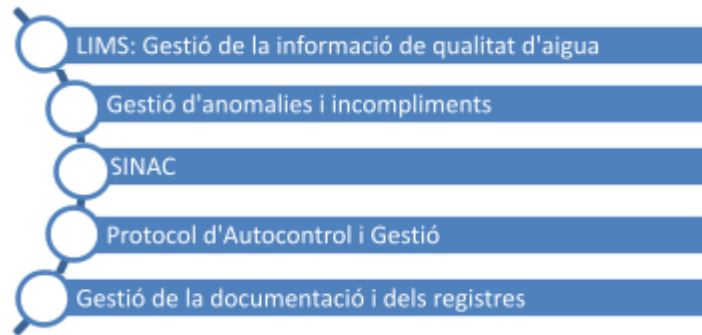 LIMS: Gestió de la informació de qualitat d'aigua
Gestió d'anomalies i incompliments
SINAC
Protocol d'Autocontrol i Gestió
Gestió de la documentació i dels registres